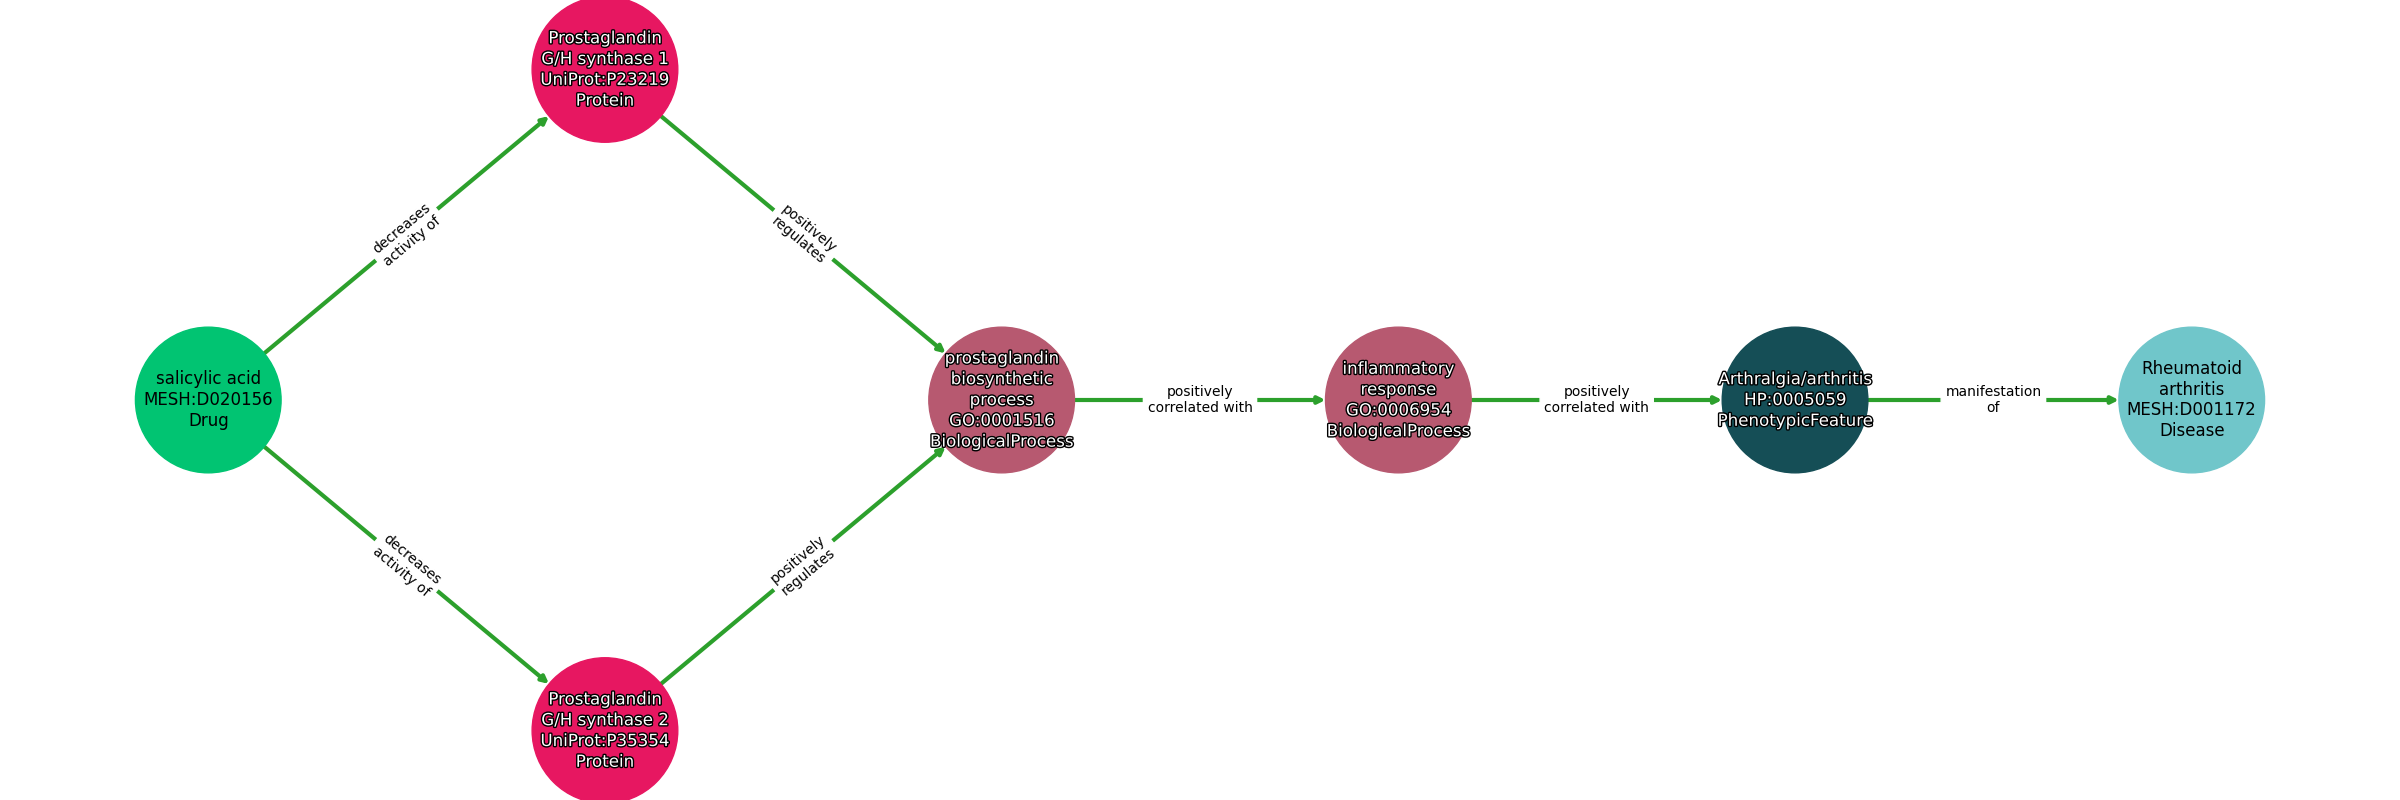 Prostaglandin
G/H synthase 1
UniProt:P23219
Protein
decreases
activity of
positively
regulates
salicylic acid
MESH:D020156
Drug
prostaglandin
biosynthetic
process
GO:0001516
BiologicalProcess
positively
correlated with
inflammatory
response
GO:0006954
BiologicalProcess
positively
correlated with
Arthralgia/arthritis
HP:0005059
PhenotypicFeature
manifestation
of
Rheumatoid
arthritis
MESH:D001172
Disease
decreases
activity of
positively
regulates
Prostaglandin
G/H synthase 2
UniProt:P35354
Protein